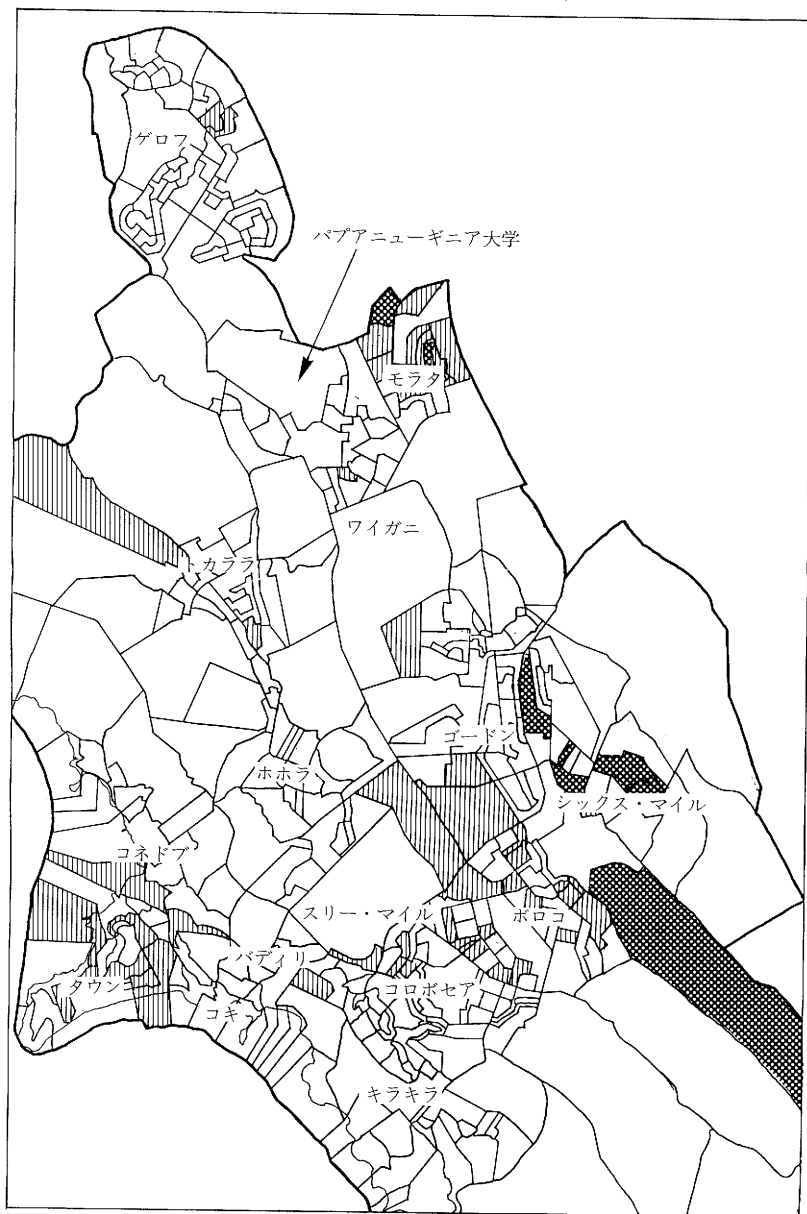 ゲロフ
パプアニューギニア大学
モラタ
ワイガニ
トカララ
ゴードン
ホホラ
シックス・マイル
コネドブ
スリー・マイル
ボロコ
バディリ
タウン
コロボセア
コキ
キラキラ